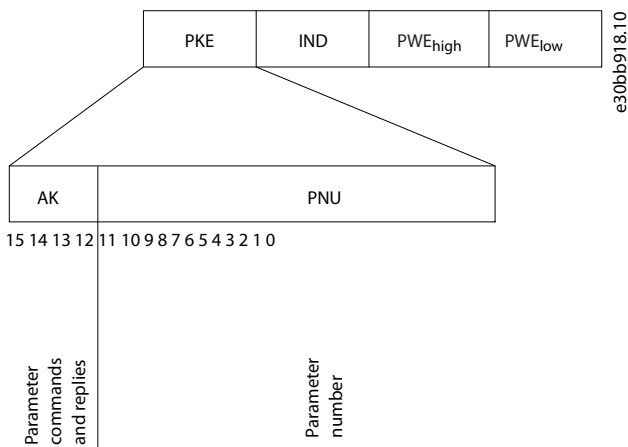 PKE IND PWEhigh PWElow
e30bb918.10
AK PNU
15 14 13 12 11 10 9 8 7 6 5 4 3 2 1 0
Parameter
commands
and replies
Parameter
number